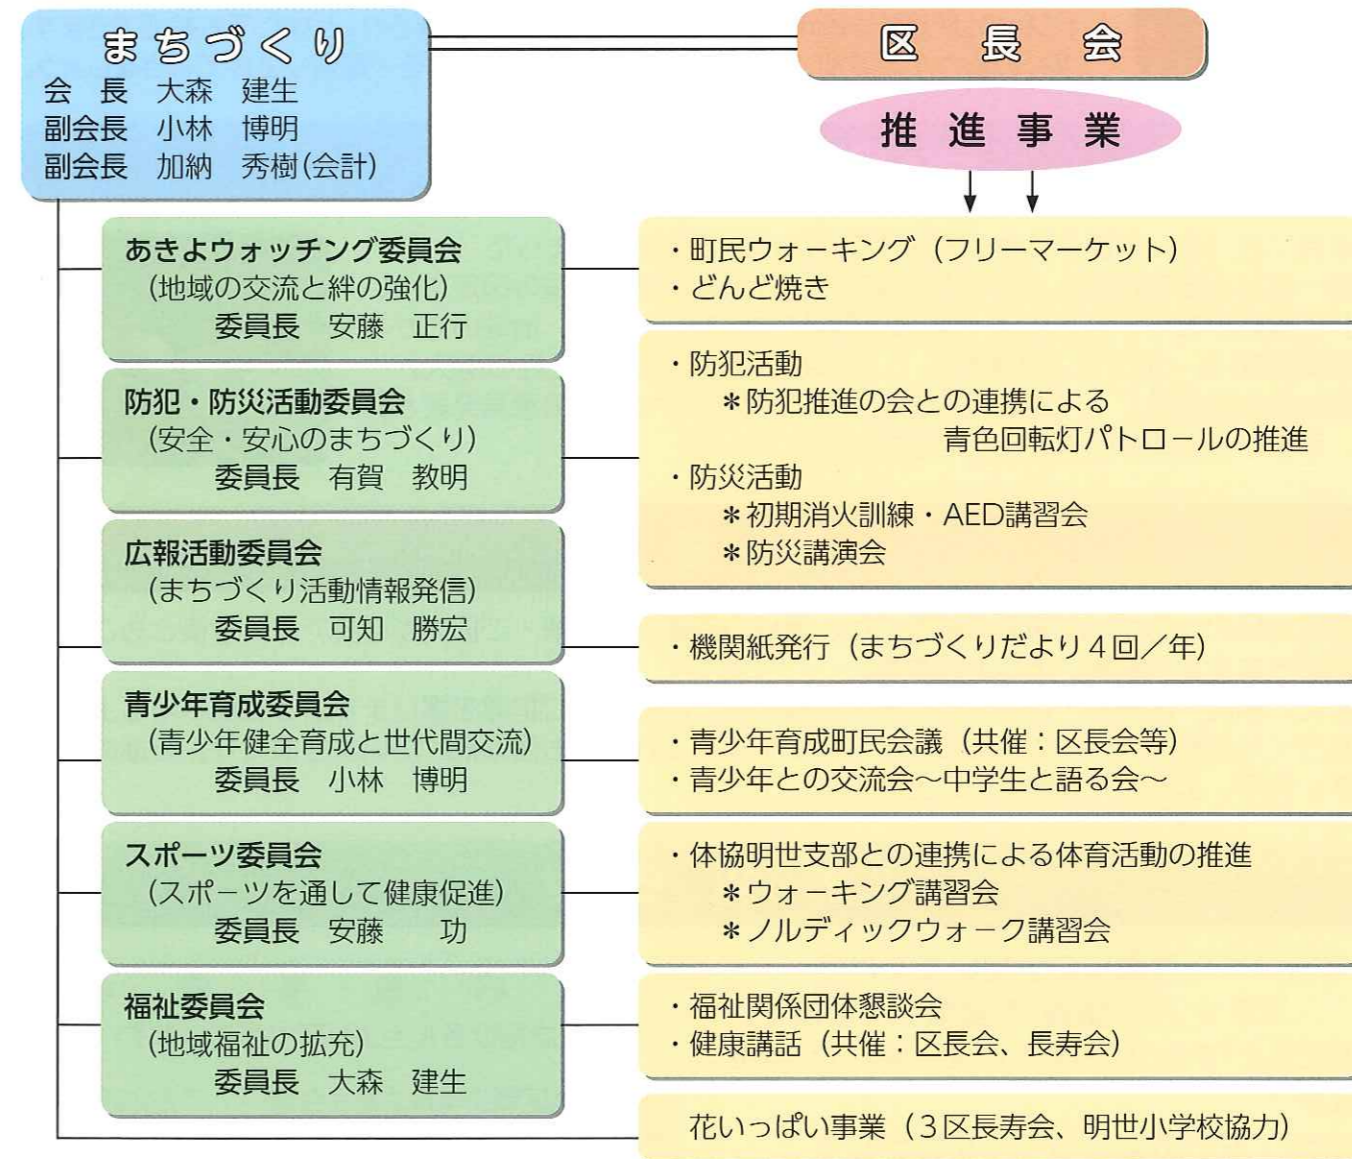 まちづくり
会　長　大森　建生
副会長　小林　博明
副会長　加納　秀樹(会計)
区　長　会
推 進 事 業
あきよウォッチング委員会
(地域の交流と絆の強化)
委員長　安藤　正行
・町民ウォーキング（フリーマーケット）
・どんど焼き
防犯・防災活動委員会
(安全・安心のまちづくり)
委員長　有賀　教明
・防犯活動
＊防犯推進の会との連携による
青色回転灯パトロールの推進
・防災活動
＊初期消火訓練・AED講習会
＊防災講演会
広報活動委員会
(まちづくり活動情報発信)
委員長　可知　勝宏
・機関紙発行（まちづくりだより４回／年）
青少年育成委員会
(青少年健全育成と世代間交流)
委員長　小林　博明
・青少年育成町民会議（共催：区長会等）
・青少年との交流会～中学生と語る会～
スポーツ委員会
(スポーツを通して健康促進)
委員長　安藤　　功
・体協明世支部との連携による体育活動の推進
＊ウォーキング講習会
＊ノルディックウォーク講習会
福祉委員会
(地域福祉の拡充)
委員長　大森　建生
・福祉関係団体懇談会
・健康講話（共催：区長会、長寿会）
花いっぱい事業（３区長寿会、明世小学校協力）